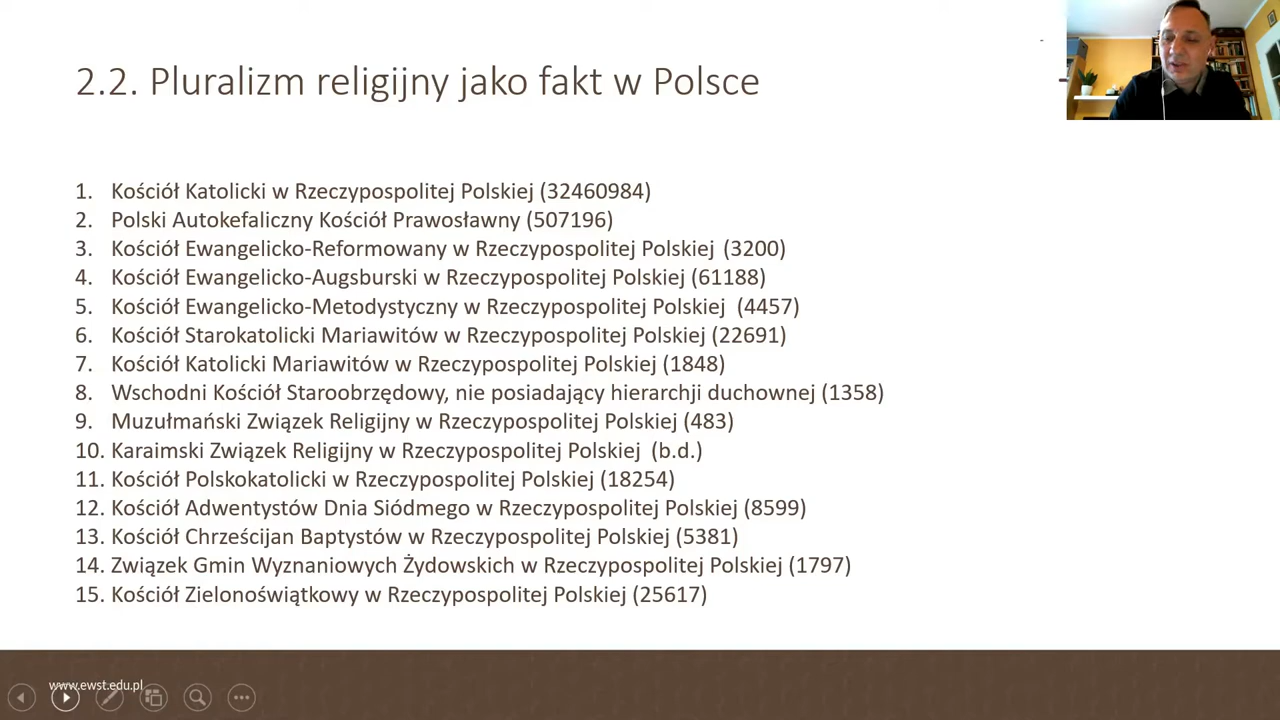 2.2. Pluralizm religijny jako fakt w Polsce
1. Kościół Katolicki w Rzeczypospolitej Polskiej (32460984)
2. Polski Autokefaliczny Kościół Prawosławny (507196)
3. Kościół Ewangelicko-Reformowany w Rzeczypospolitej Polskiej (3200)
4. Kościół Ewangelicko-Augsburski w Rzeczypospolitej Polskiej (61188)
5. Kościół Ewangelicko-Metodystyczny w Rzeczypospolitej Polskiej (4457)
6. Kościół Starokatolicki Mariawitów w Rzeczypospolitej Polskiej (22691)
7. Kościół Katolicki Mariawitów w Rzeczypospolitej Polskiej (1848)
8. Wschodni Kościół Staroobrzędowy, nie posiadający hierarchji duchownej (1358)
9. Muzułmański Związek Religijny w Rzeczypospolitej Polskiej (483)
10. Karaimski Związek Religijny w Rzeczypospolitej Polskiej (b.d.)
11. Kościół Polskokatolicki w Rzeczypospolitej Polskiej (18254)
12. Kościół Adwentystów Dnia Siódmego w Rzeczypospolitej Polskiej (8599)
13. Kościół Chrześcijan Baptystów w Rzeczypospolitej Polskiej (5381)
14. Związek Gmin Wyznaniowych Żydowskich w Rzeczypospolitej Polskiej (1797)
15. Kościół Zielonoświątkowy w Rzeczypospolitej Polskiej (25617)
www.ewst.edu.pl